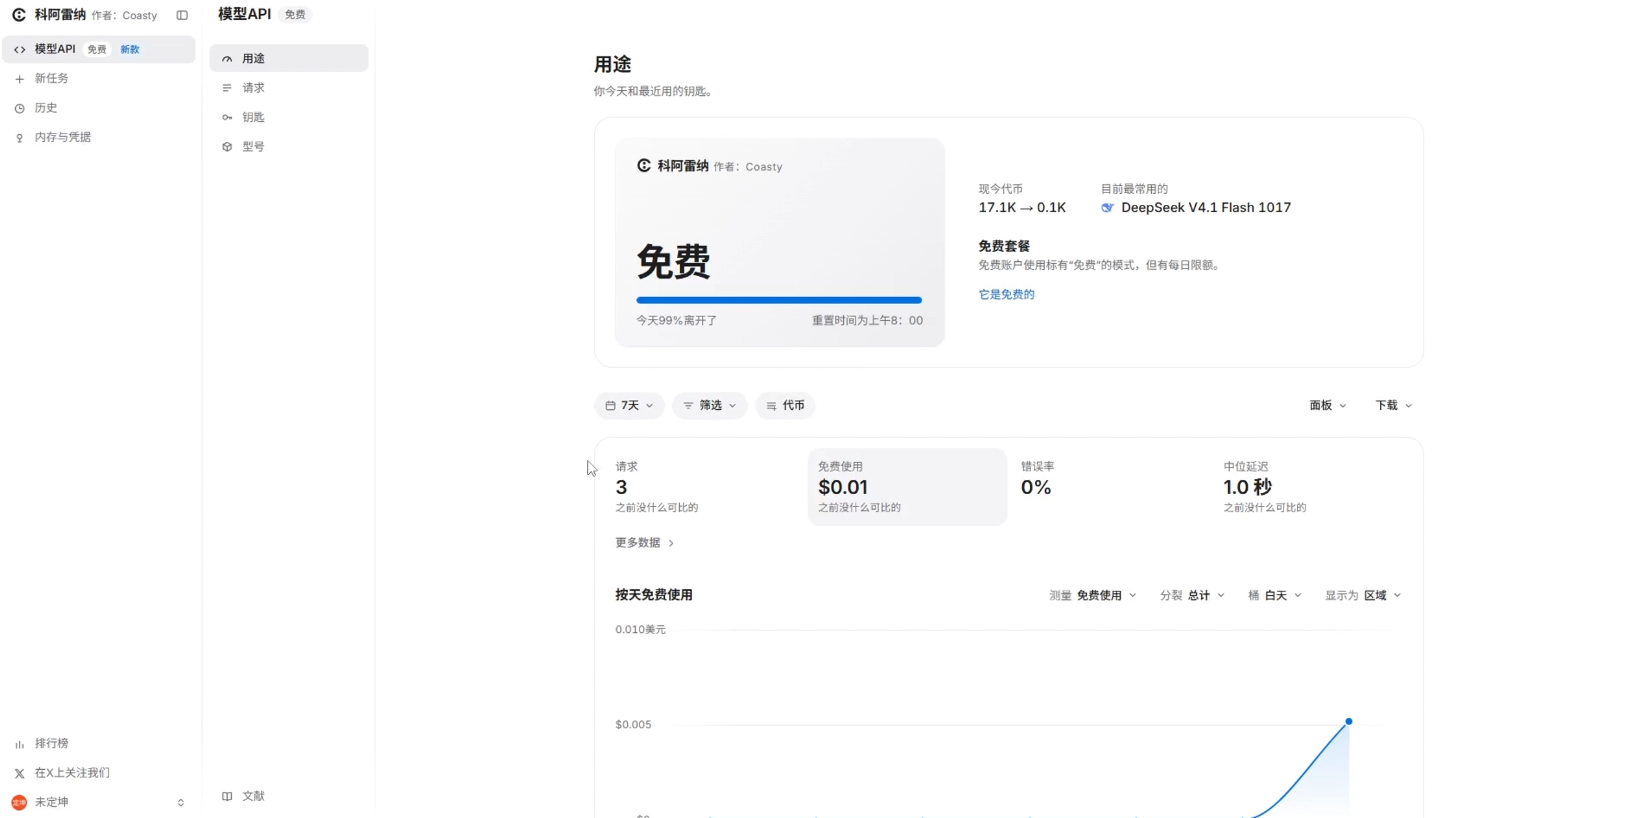 科阿雷纳 作者：Coasty
模型API 免费 新款
新任务
历史
内存与凭据
排行榜
在X上关注我们
未定坤
模型API 免费
用途
请求
钥匙
型号
文献
用途
你今天和最近用的钥匙。
科阿雷纳 作者：Coasty
免费
今天99%离开了 重置时间为上午8：00
现今代币 目前最常用的
17.1K → 0.1K DeepSeek V4.1 Flash 1017
免费套餐
免费账户使用标有“免费”的模式，但有每日限额。
它是免费的
7天 筛选 代币 面板 下载
请求 免费使用 错误率 中位延迟
3 $0.01 0% 1.0 秒
之前没什么可比的 之前没什么可比的 之前没什么可比的
更多数据
按天免费使用 测量 免费使用 分裂 总计 桶 白天 显示为 区域
0.010美元
$0.005